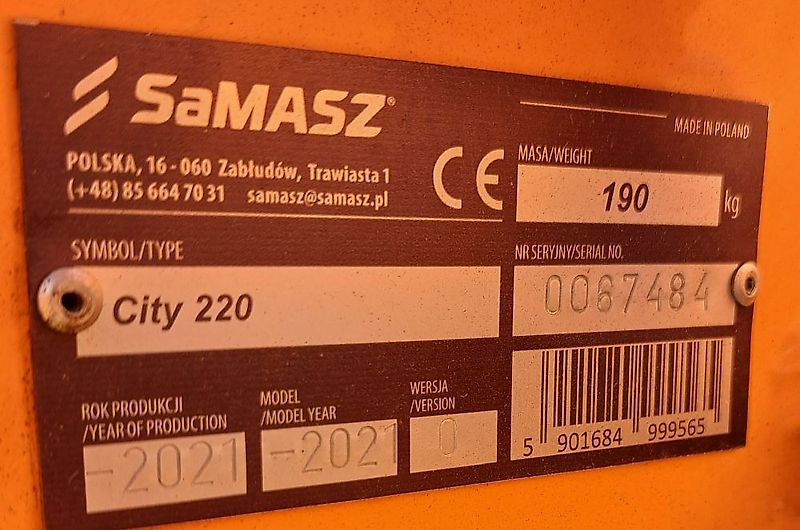 SaMASZ®
MADE IN POLAND
POLSKA, 16-060 Zabłudów, Trawiasta 1
(+48) 85 664 70 31 samasz@samasz.pl
CE
MASA/WEIGHT
190 kg
SYMBOL/TYPE
City 220
NR SERYJNY/SERIAL NO.
0067484
ROK PRODUKCJI
/YEAR OF PRODUCTION
-2021
MODEL
/MODEL YEAR
-2021
WERSJA
/VERSION
0
5 901684 999565